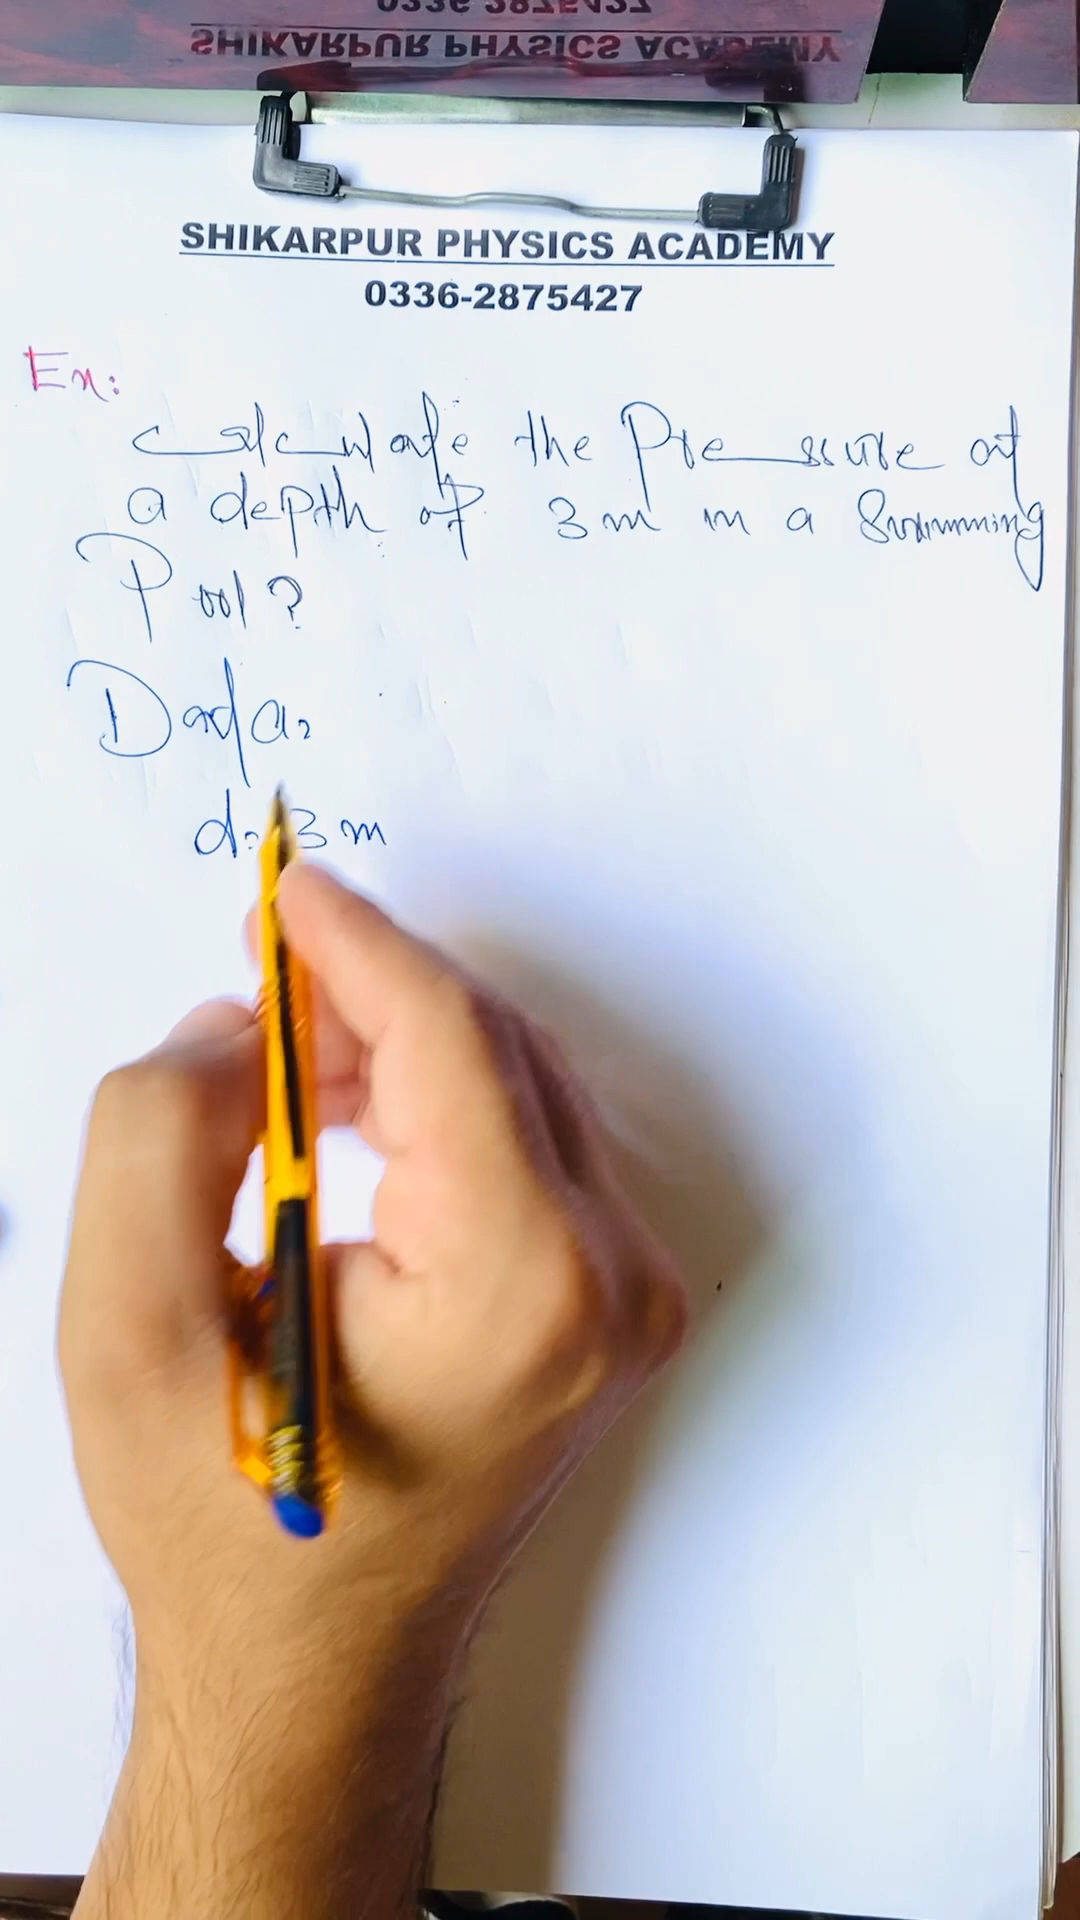 0336-2875427
SHIKARPUR PHYSICS ACADEMY
SHIKARPUR PHYSICS ACADEMY
0336-2875427
Ex:
Calculate the Pressure at
a depth of 3m in a Swimming
Pool?
Data:
d = 3 m